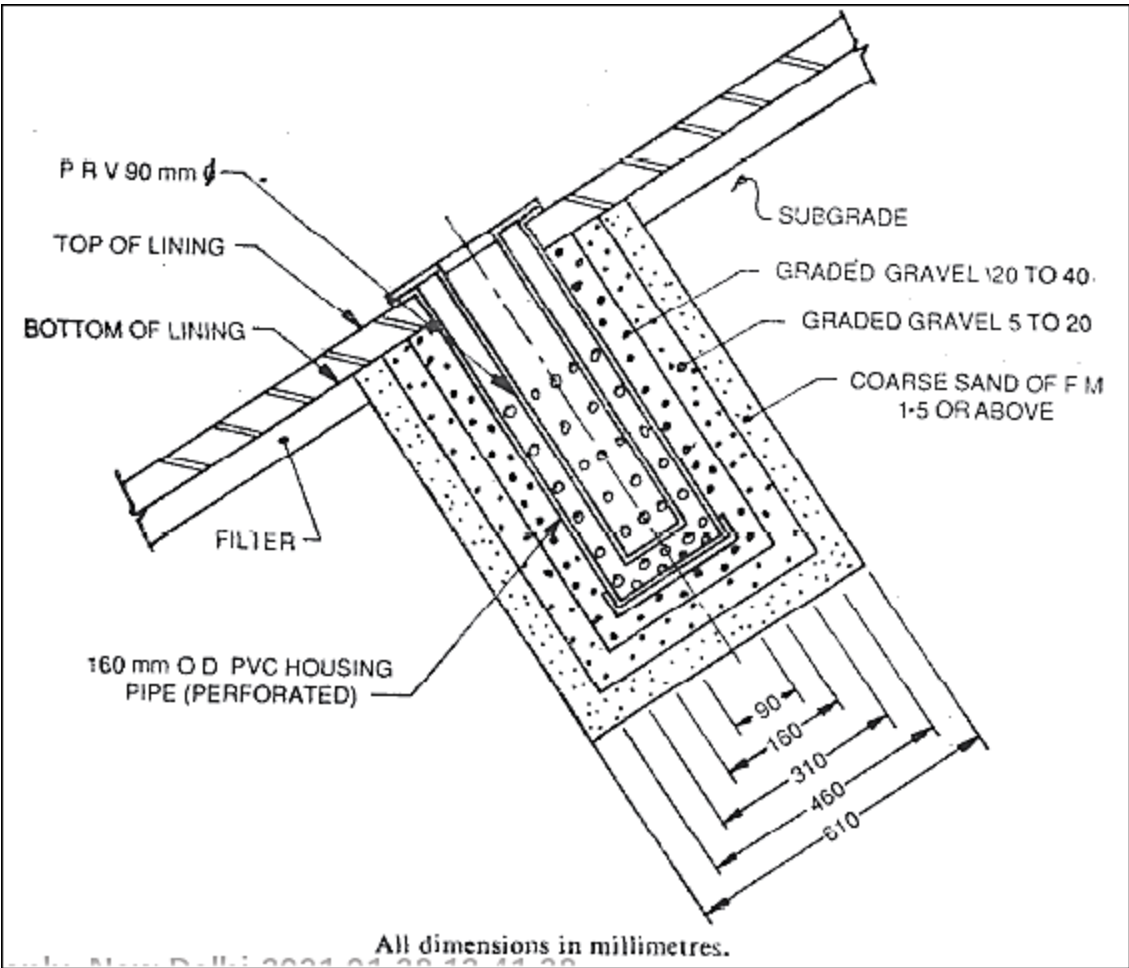 P R V 90 mm ϕ
TOP OF LINING
BOTTOM OF LINING
FILTER
160 mm O D PVC HOUSING
PIPE (PERFORATED)
SUBGRADE
GRADED GRAVEL 20 TO 40
GRADED GRAVEL 5 TO 20
COARSE SAND OF F M
1·5 OR ABOVE
90
160
310
460
610
All dimensions in millimetres.